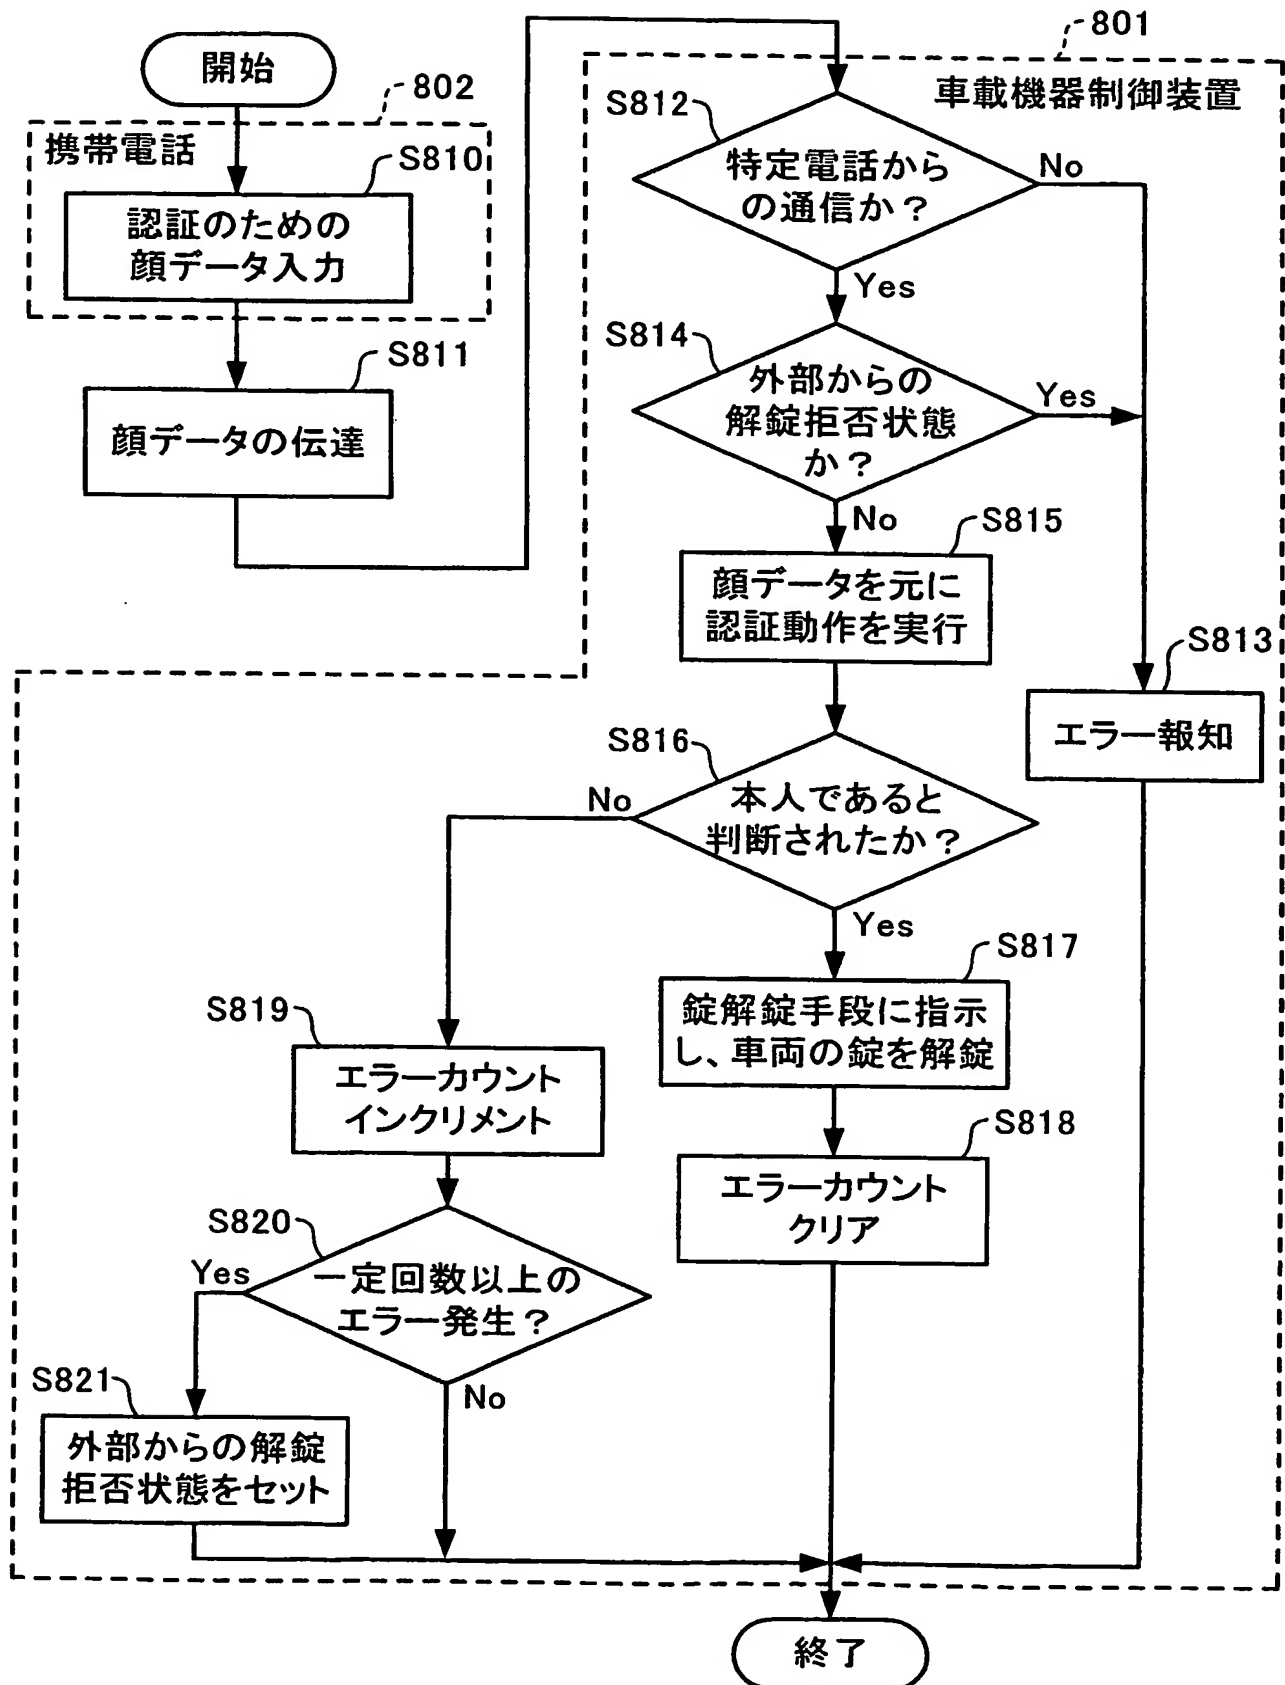 開始
802
携帯電話
S810
認証のための
顔データ入力
S811
顔データの伝達
801
車載機器制御装置
S812
特定電話から
の通信か？
No
Yes
S814
外部からの
解錠拒否状態
か？
Yes
No
S815
顔データを元に
認証動作を実行
S813
エラー報知
S816
本人であると
判断されたか？
No
Yes
S817
錠解錠手段に指示
し、車両の錠を解錠
S819
エラーカウント
インクリメント
S818
エラーカウント
クリア
S820
一定回数以上の
エラー発生？
Yes
No
S821
外部からの解錠
拒否状態をセット
終了